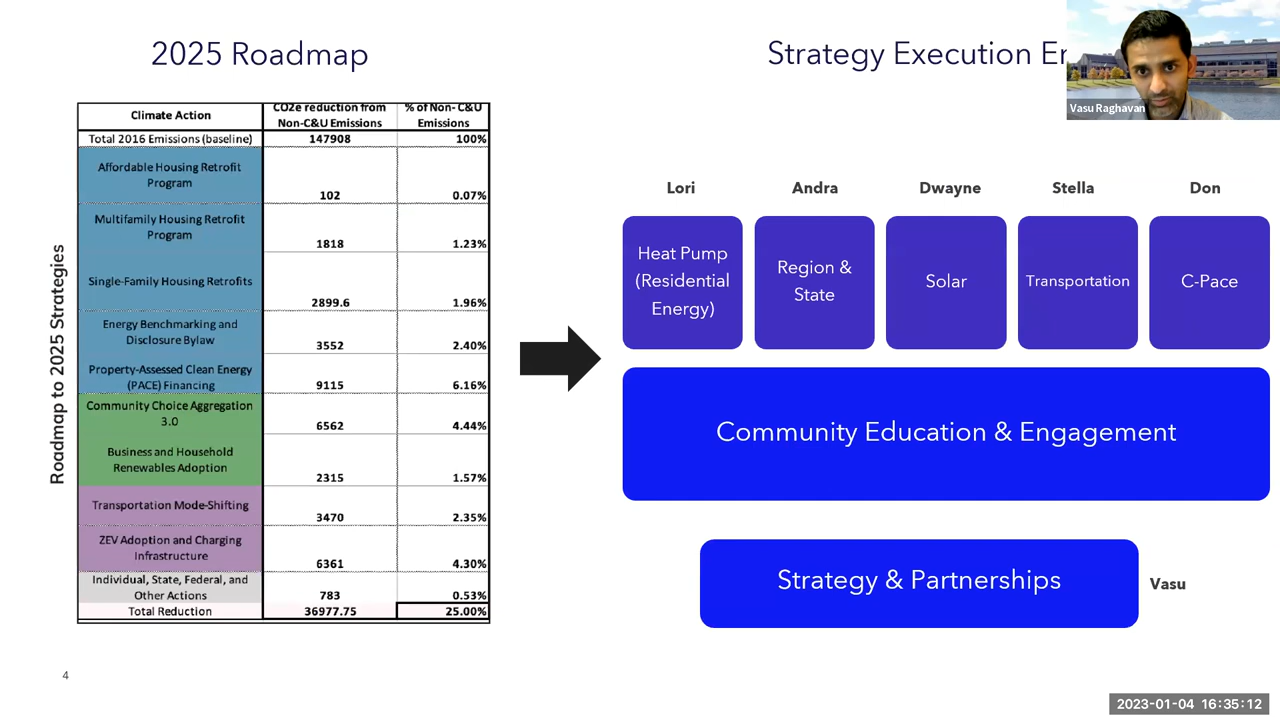 2025 Roadmap
Strategy Execution
Vasu Raghavan
Roadmap to 2025 Strategies
Climate Action
CO2e reduction from
Non-C&U Emissions
% of Non- C&U
Emissions
Total 2016 Emissions (baseline) 147908 100%
Affordable Housing Retrofit
Program
102 0.07%
Multifamily Housing Retrofit
Program
1818 1.23%
Single-Family Housing Retrofits
2899.6 1.96%
Energy Benchmarking and
Disclosure Bylaw
3552 2.40%
Property-Assessed Clean Energy
(PACE) Financing 9115 6.16%
Community Choice Aggregation
3.0
6562 4.44%
Business and Household
Renewables Adoption
2315 1.57%
Transportation Mode-Shifting
3470 2.35%
ZEV Adoption and Charging
Infrastructure
6361 4.30%
Individual, State, Federal, and
Other Actions 783 0.53%
Total Reduction 36977.75 25.00%
Lori
Andra
Dwayne
Stella
Don
Heat Pump
(Residential
Energy)
Region &
State
Solar
Transportation
C-Pace
Community Education & Engagement
Strategy & Partnerships
Vasu
4
2023-01-04 16:35:12